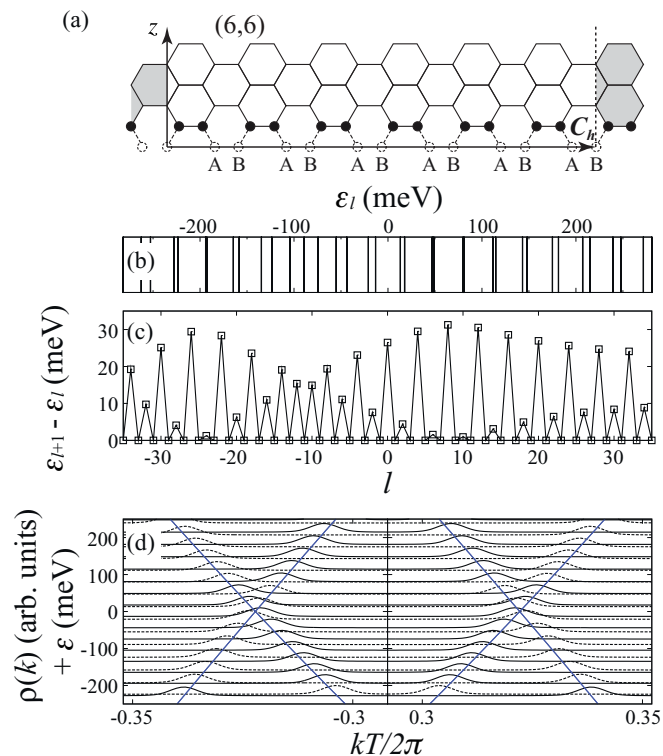 (a)
z
(6,6)
C_h
A B A B A B A B A B A B
ε_l (meV)
-200 -100 0 100 200
(b)
(c)
30
20
10
0
ε_{l+1} - ε_l (meV)
-30 -20 -10 0 10 20 30
l
(d)
200
100
0
-100
-200
ρ(k) (arb. units)
+ ε (meV)
-0.35 -0.3 0.3 0.35
kT/2π